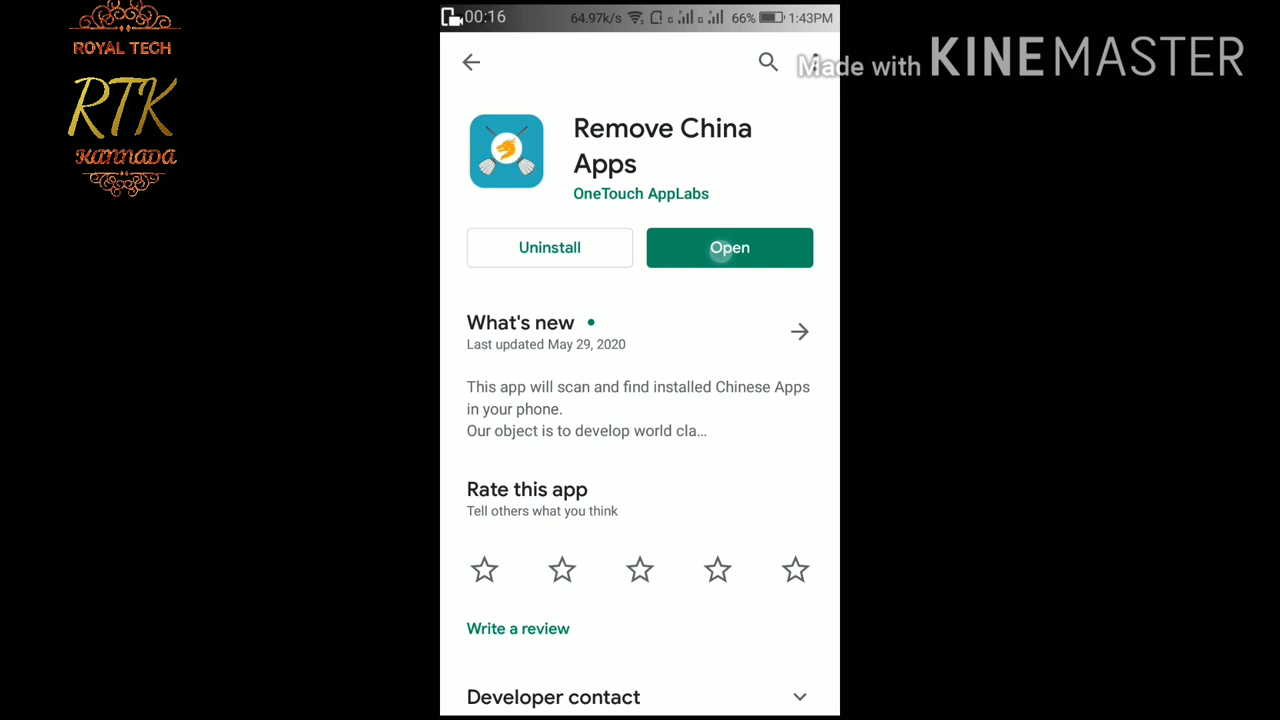 ROYAL TECH
RTK
KANNADA
00:16
64.97k/s
66%
1:43PM
Made with KINEMASTER
Remove China
Apps
OneTouch AppLabs
Uninstall
Open
What's new
Last updated May 29, 2020
This app will scan and find installed Chinese Apps
in your phone.
Our object is to develop world cla...
Rate this app
Tell others what you think
Write a review
Developer contact